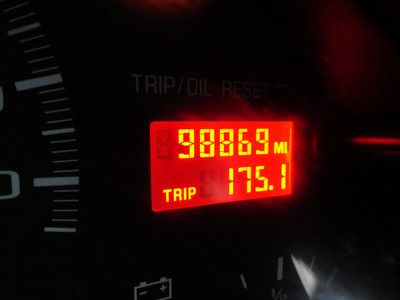 TRIP/OIL RESET
98869 MI
TRIP 175.1